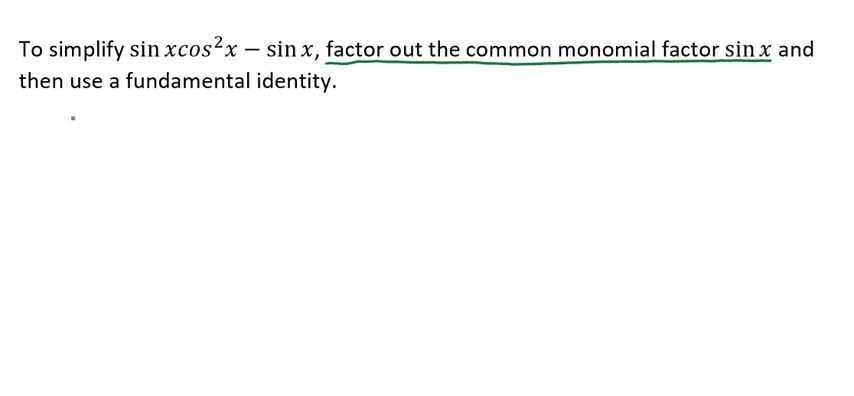 To simplify sin xcos²x − sin x, factor out the common monomial factor sin x and
then use a fundamental identity.